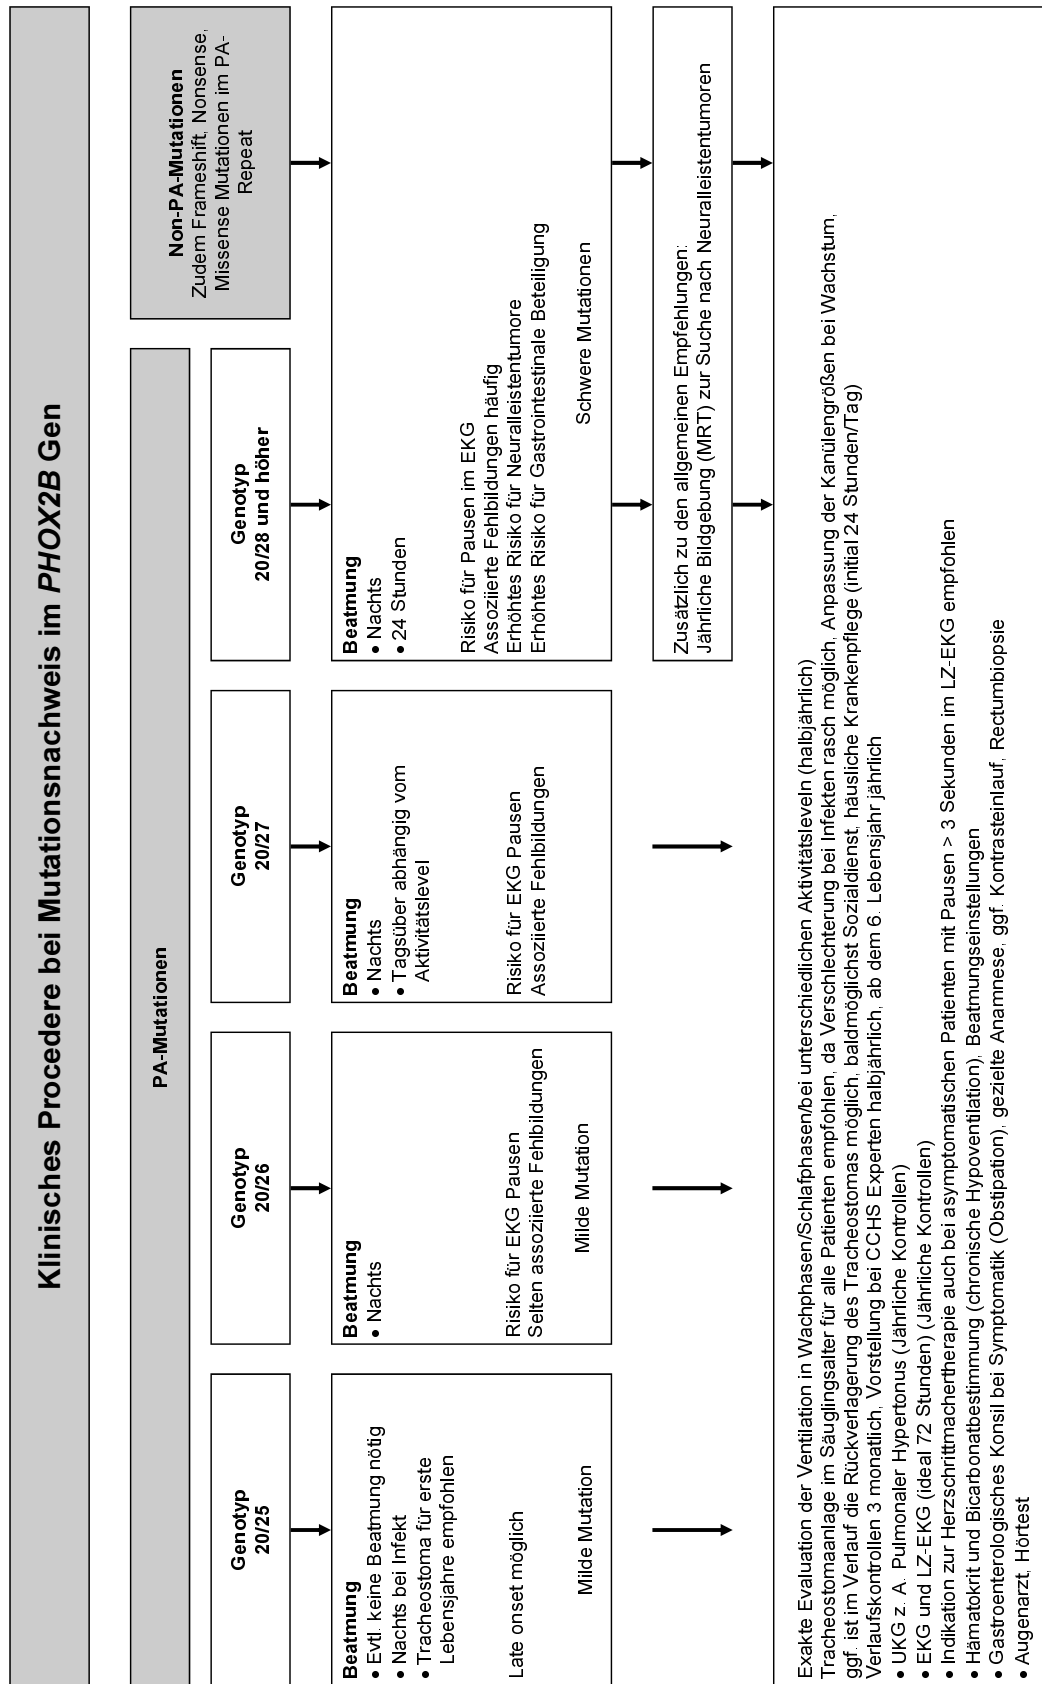 Klinisches Procedere bei Mutationsnachweis im PHOX2B Gen
PA-Mutationen
Non-PA-Mutationen
Zudem Frameshift, Nonsense,
Missense Mutationen im PA-
Repeat
Genotyp
20/25
Genotyp
20/26
Genotyp
20/27
Genotyp
20/28 und höher
Beatmung
• Evtl. keine Beatmung nötig
• Nachts bei Infekt
• Tracheostoma für erste
Lebensjahre empfohlen
Late onset möglich
Milde Mutation
Beatmung
• Nachts
Risiko für EKG Pausen
Selten assoziierte Fehlbildungen
Milde Mutation
Beatmung
• Nachts
• Tagsüber abhängig vom
Aktivitätslevel
Risiko für EKG Pausen
Assoziierte Fehlbildungen
Beatmung
• Nachts
• 24 Stunden
Risiko für Pausen im EKG
Assoziierte Fehlbildungen häufig
Erhöhtes Risiko für Neuralleistentumore
Erhöhtes Risiko für Gastrointestinale Beteiligung
Schwere Mutationen
Zusätzlich zu den allgemeinen Empfehlungen:
Jährliche Bildgebung (MRT) zur Suche nach Neuralleistentumoren
Exakte Evaluation der Ventilation in Wachphasen/Schlafphasen/bei unterschiedlichen Aktivitätsleveln (halbjährlich)
Tracheostomaanlage im Säuglingsalter für alle Patienten empfohlen, da Verschlechterung bei Infekten rasch möglich, Anpassung der Kanülengrößen bei Wachstum,
ggf. ist im Verlauf die Rückverlagerung des Tracheostomas möglich, baldmöglichst Sozialdienst, häusliche Krankenpflege (initial 24 Stunden/Tag)
Verlaufskontrollen 3 monatlich, Vorstellung bei CCHS Experten halbjährlich, ab dem 6. Lebensjahr jährlich
• UKG z. A. Pulmonaler Hypertonus (Jährliche Kontrollen)
• EKG und LZ-EKG (ideal 72 Stunden) (Jährliche Kontrollen)
• Indikation zur Herzschrittmachertherapie auch bei asymptomatischen Patienten mit Pausen > 3 Sekunden im LZ-EKG empfohlen
• Hämatokrit und Bicarbonatbestimmung (chronische Hypoventilation), Beatmungseinstellungen
• Gastroenterologisches Konsil bei Symptomatik (Obstipation), gezielte Anamnese, ggf. Kontrasteinlauf, Rectumbiopsie
• Augenarzt, Hörtest